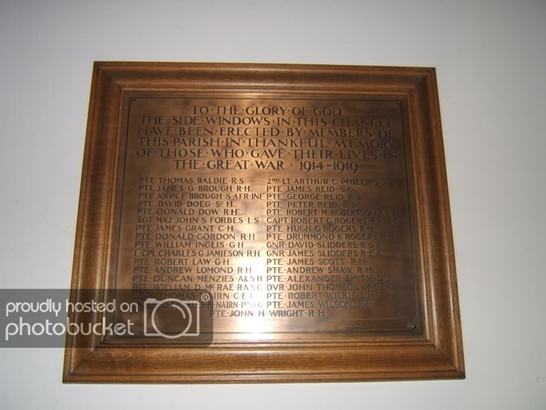 TO·THE·GLORY·OF·GOD
THE·SIDE·WINDOWS·IN·THIS·CHANCEL
HAVE·BEEN·ERECTED·BY·MEMBERS·OF
THIS·PARISH·IN·THANKFUL·MEMORY
OF·THOSE·WHO·GAVE·THEIR·LIVES·IN
THE·GREAT·WAR·1914-1919
PTE·THOMAS BALDIE·R·S
PTE·JAMES·G·BROUGH·R·H·
PTE·JOHN·F·BROUGH·S·AFR·INF
PTE·DAVID·DOEG·5TH H·
PTE·DONALD·DOW·R·H·
SGT·MAJ·JOHN·S·FORBES·I·S
PTE·JAMES·GRANT·C·H
PTE·DONALD·GORDON·R·H·
PTE·WILLIAM·INGLIS·G·H
L·CPL·CHARLES·G·JAMIESON·R·H
PTE·ROBERT·LAW·G·H
PTE·ANDREW·LOMOND·R·H
PTE·DUNCAN·MENZIES·A&S·H
PTE·WILLIAM·D·McRAE·R·A·S·C
THOMAS NAIRN·C·E·F
NAIRN
2ND LT·ARTHUR·C·PHILLIPS
PTE·JAMES·REID·S·G·
PTE·GEORGE·REID·R·S·
PTE·PETER·REID·R·S·
PTE·ROBERT·M·ROBERTSON
CAPT·ROBERT·C·ROGERS
PTE·HUGH·G·ROGERS·R·H
PTE·DRUMMOND·K·ROGERS
GNR·DAVID·SLIDDERS·R·G·A
GNR·JAMES·SLIDDERS·R·F·A
PTE·JAMES·SCOTT·R·H
PTE·ANDREW·SHAW·R·H
PTE·ALEXANDER·SMITH
DVR·JOHN·THOMSON
PTE·ROBERT·WILKIE
PTE·JAMES·WILSON
PTE·JOHN·H·WRIGHT·R·H
proudly hosted on
photobucket